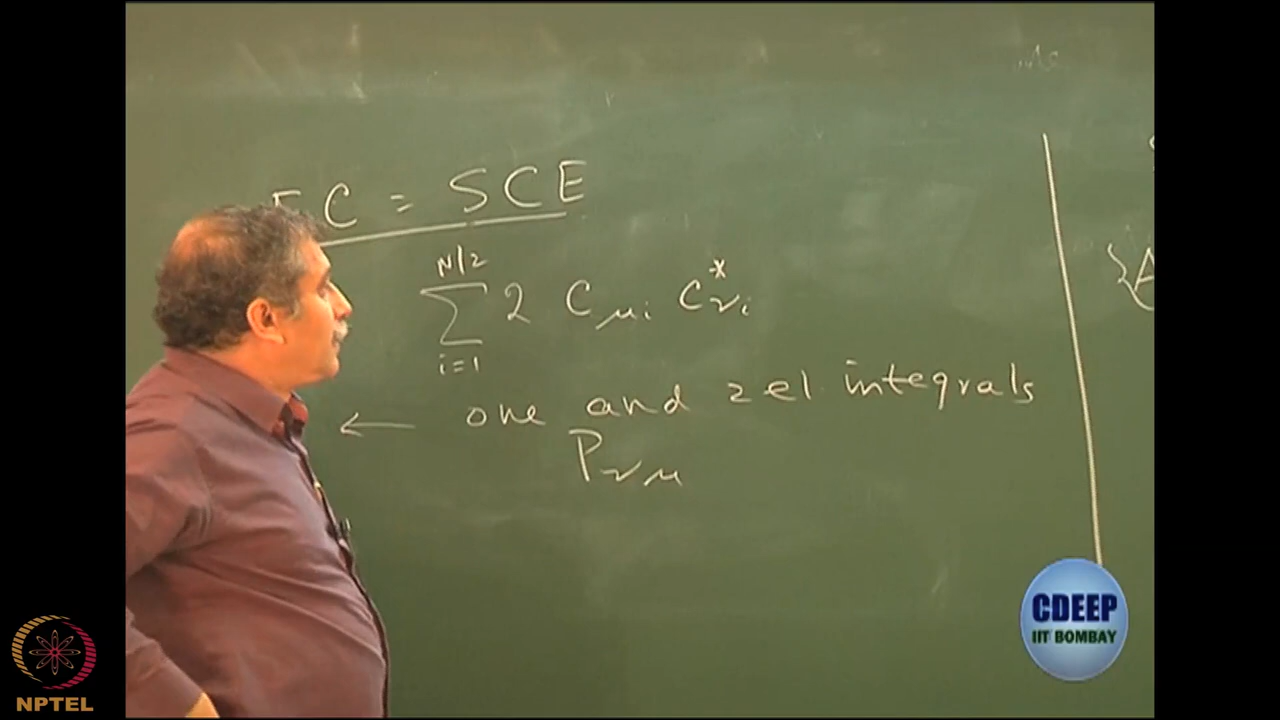 FC = SCE
N/2
∑ 2 C_μi C*_νi
i=1
← one and 2el. integrals
P_νμ
{A
CDEEP
IIT BOMBAY
NPTEL